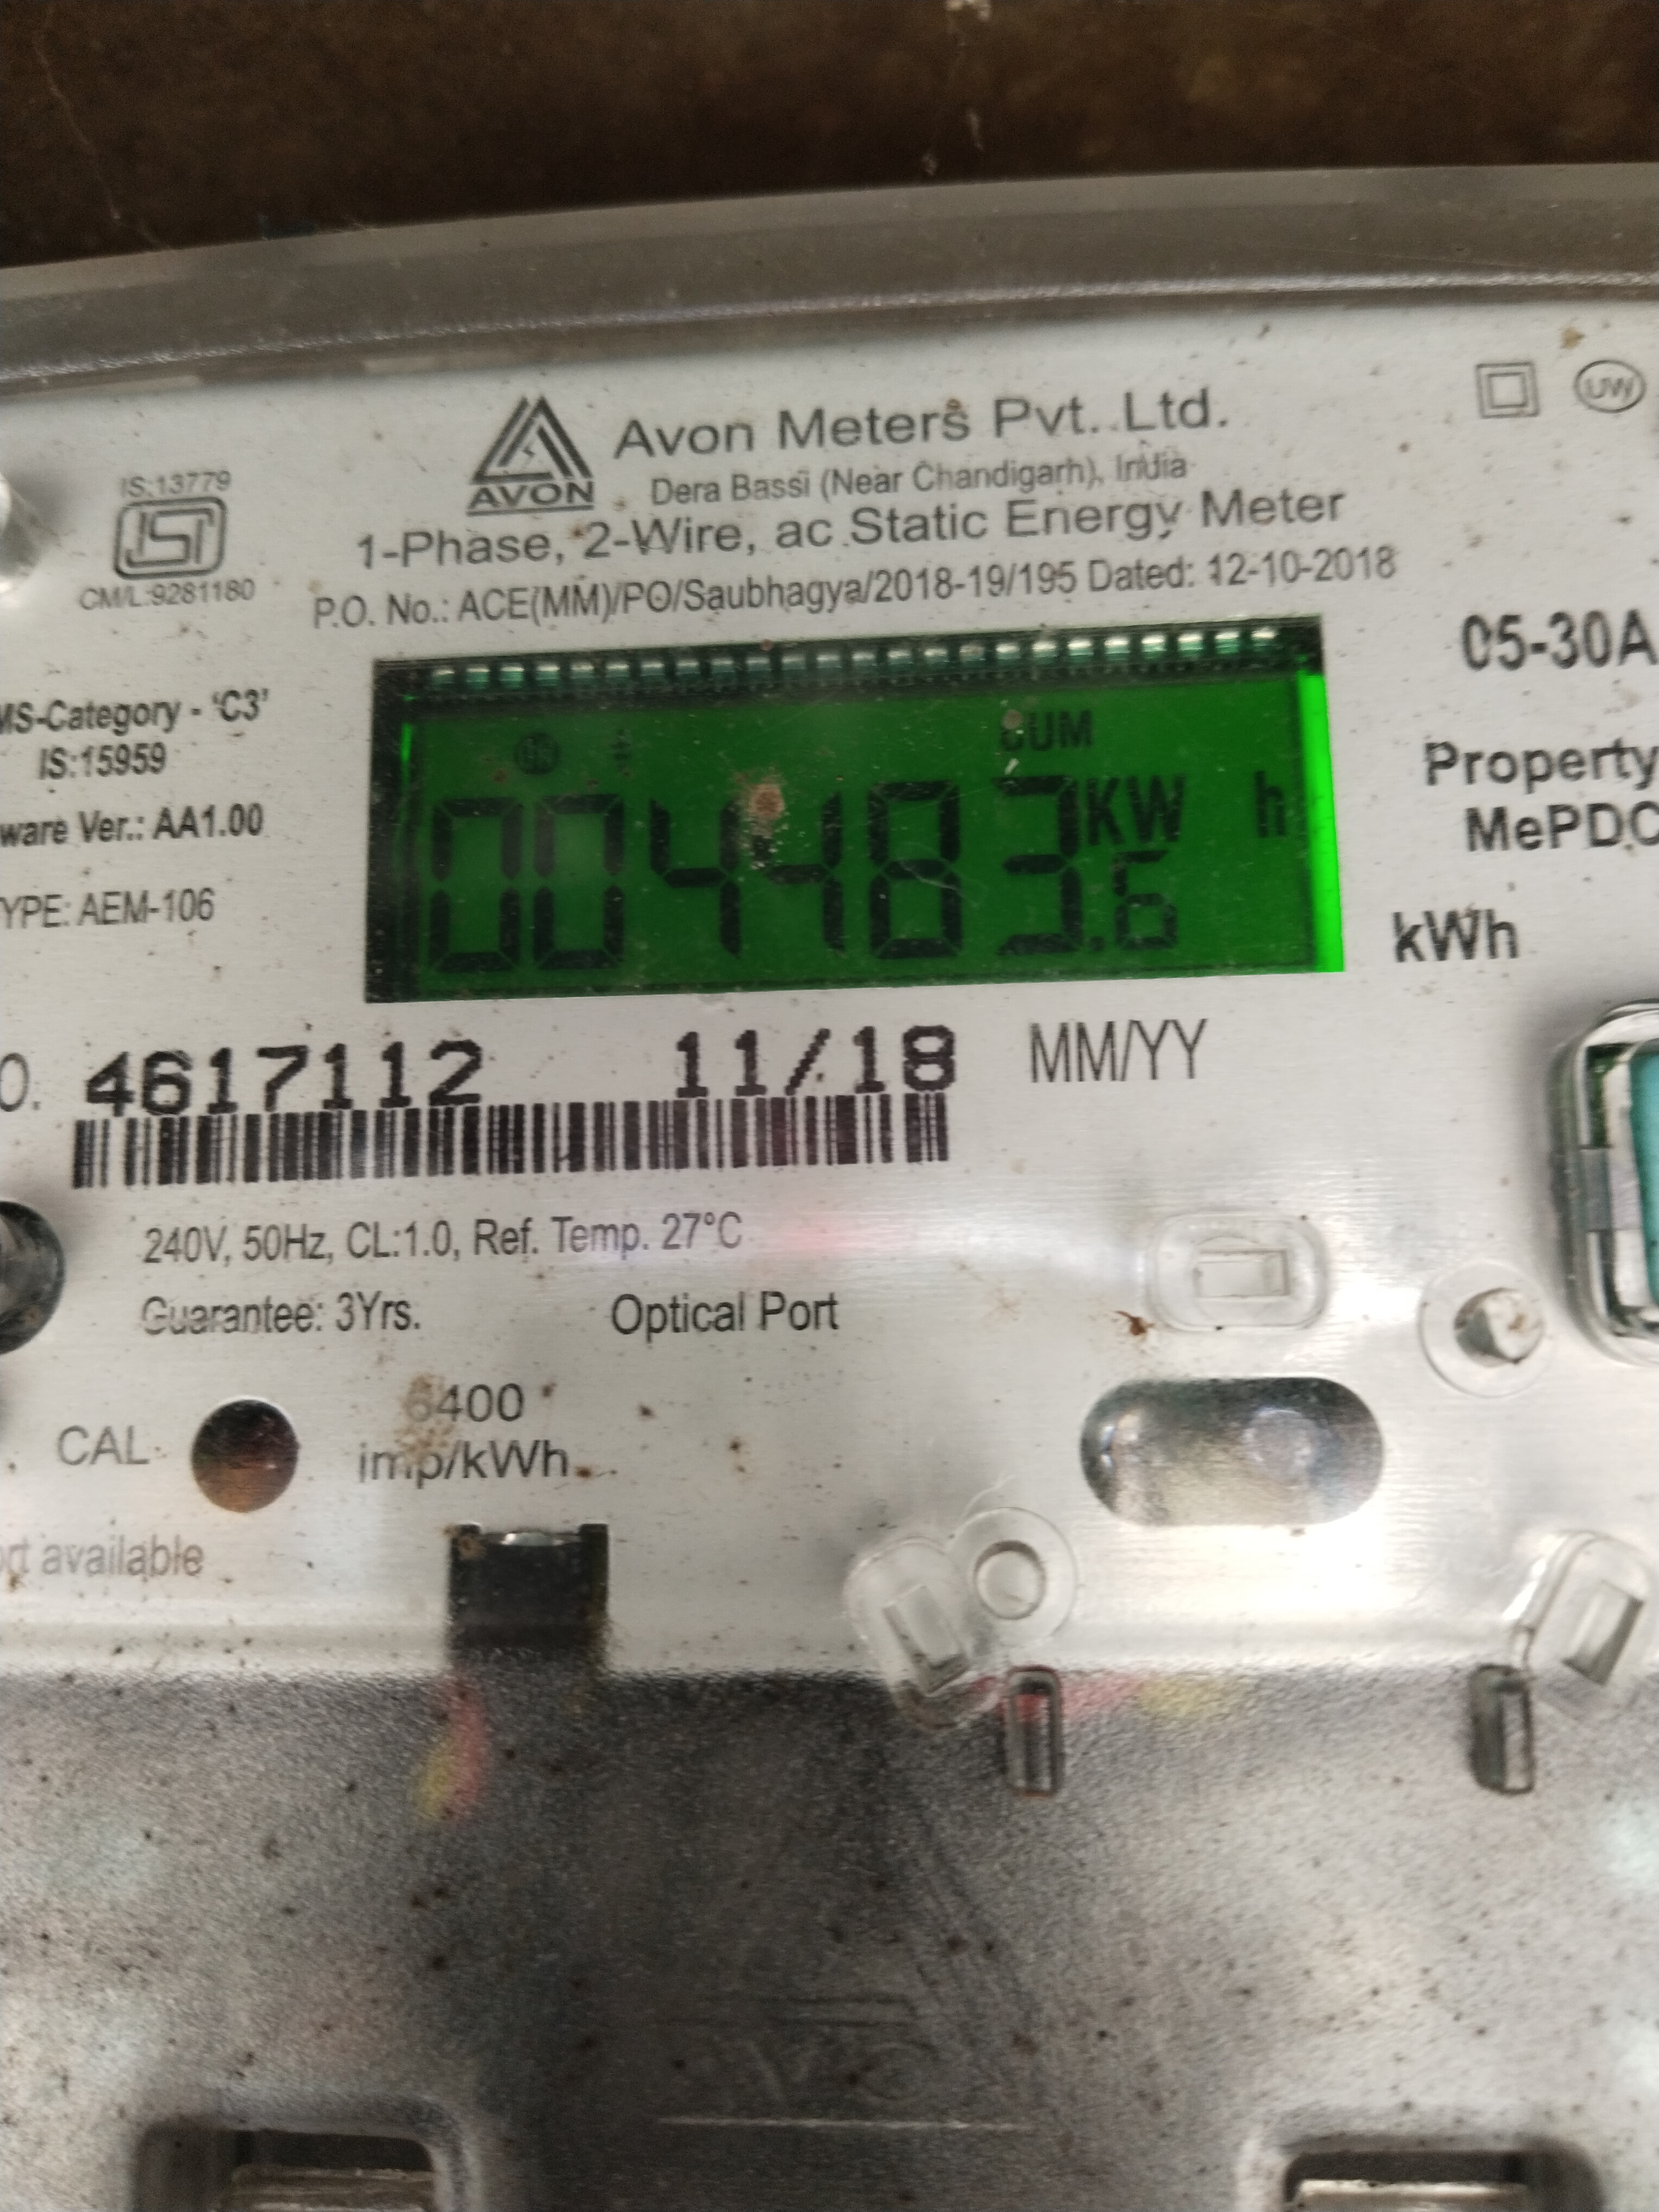 Avon Meters Pvt. Ltd.
UW
IS:13779
AVON
Dera Bassi (Near Chandigarh), India
ISI
1-Phase, 2-Wire, ac Static Energy Meter
CM/L:9281180
P.O. No.: ACE(MM)/PO/Saubhagya/2018-19/195 Dated: 12-10-2018
05-30A
MS-Category - 'C3'
IS:15959
CUM
004483.6 KW h
Property
MePDC
ware Ver.: AA1.00
YPE: AEM-106
kWh
O. 4617112 11/18 MM/YY
240V, 50Hz, CL:1.0, Ref. Temp. 27°C
Guarantee: 3Yrs. Optical Port
CAL 6400
imp/kWh
rt available